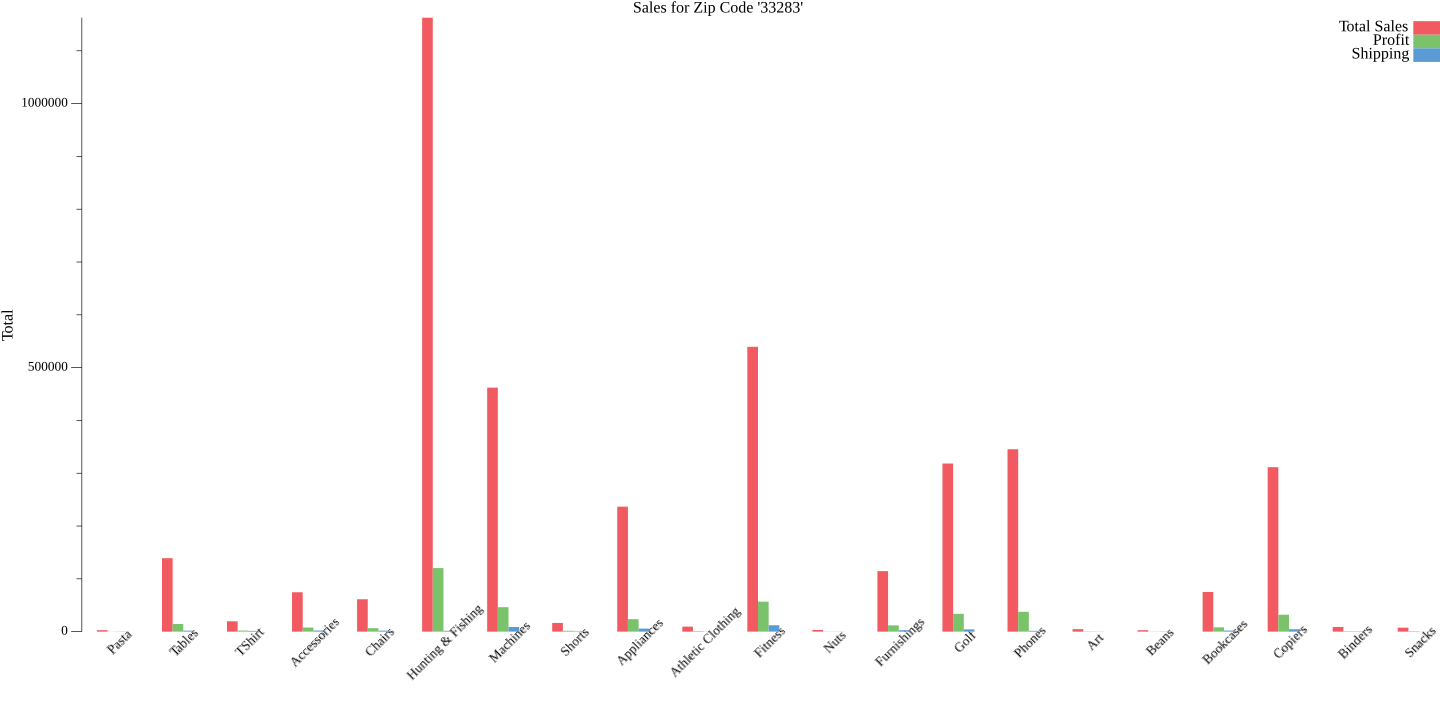 Sales for Zip Code '33283'
Total Sales
Profit
Shipping
Total
1000000
500000
0
Pasta
Tables
TShirt
Accessories
Chairs
Hunting & Fishing
Machines
Shorts
Appliances
Athletic Clothing
Fitness
Nuts
Furnishings
Golf
Phones
Art
Beans
Bookcases
Copiers
Binders
Snacks